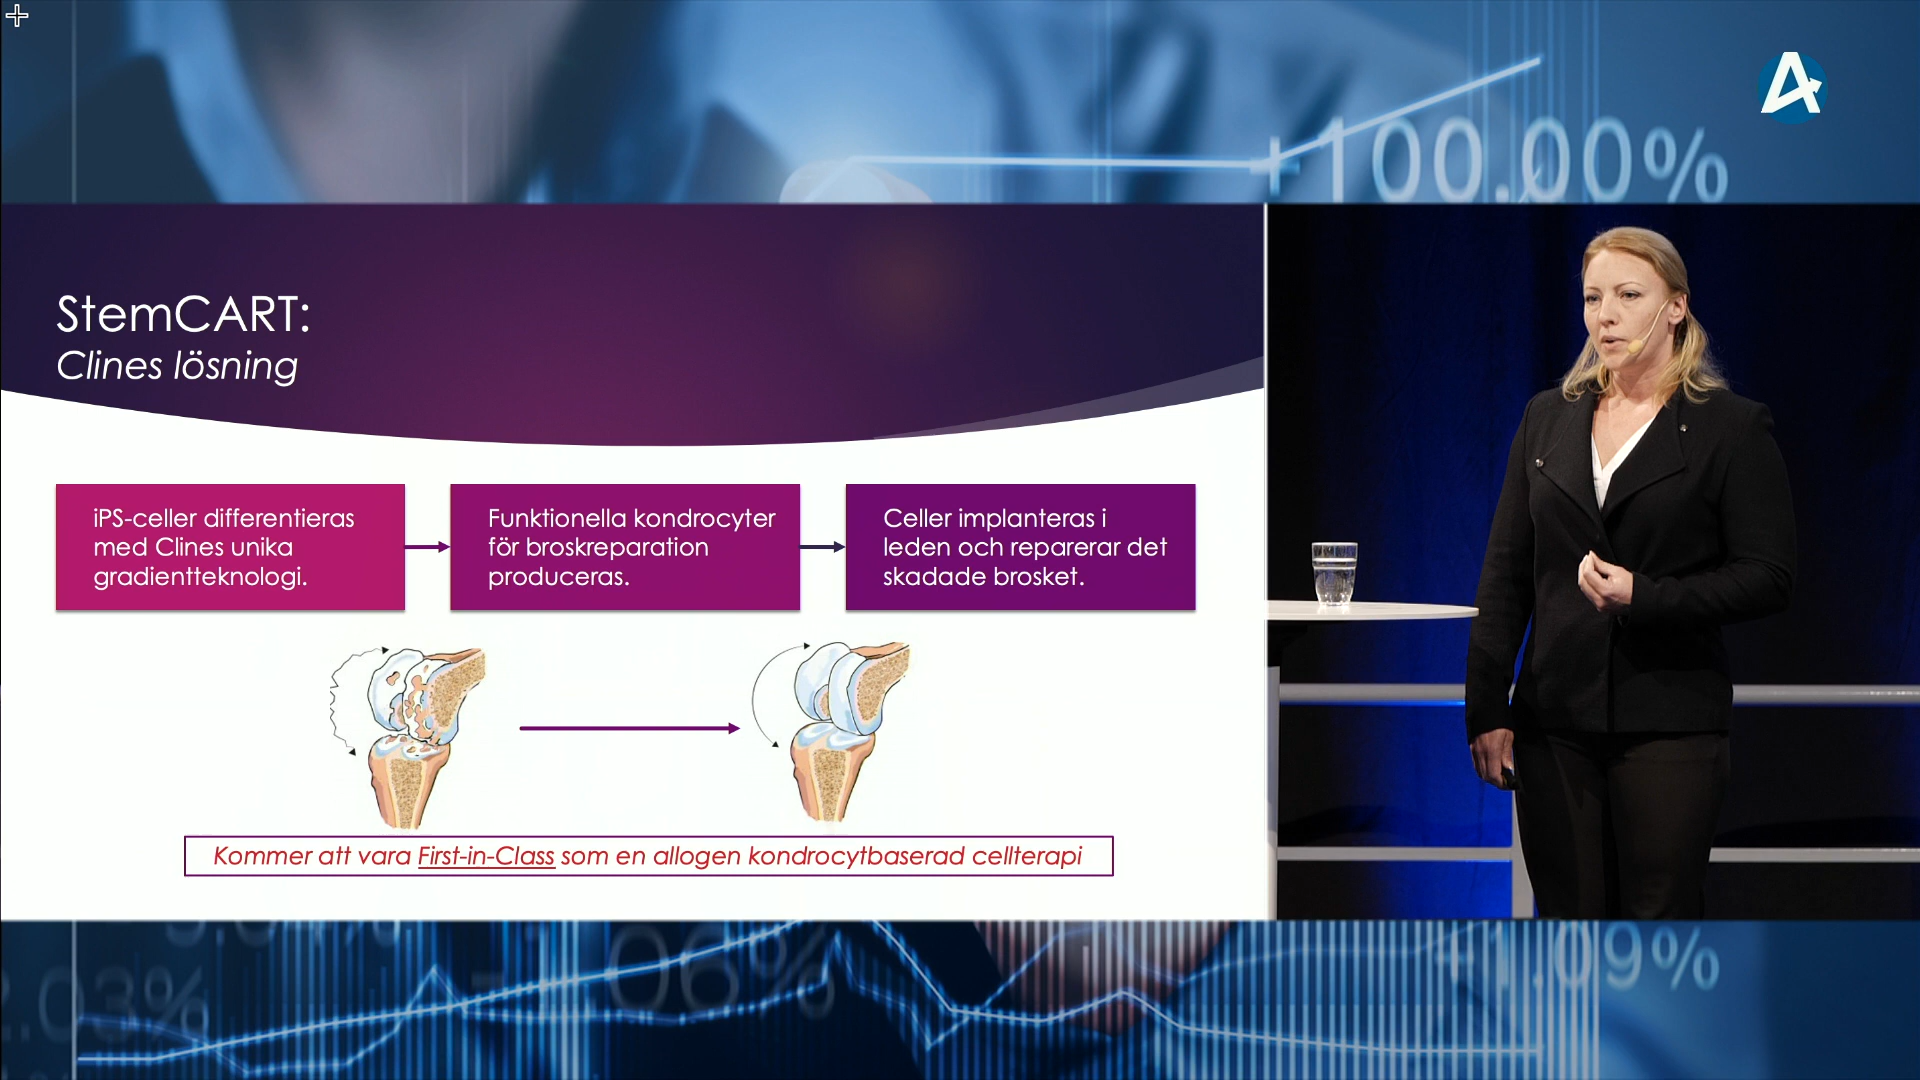 +100.00%
StemCART:
Clines lösning
iPS-celler differentieras
med Clines unika
gradientteknologi.
Funktionella kondrocyter
för broskreparation
produceras.
Celler implanteras i
leden och reparerar det
skadade brosket.
Kommer att vara First-in-Class som en allogen kondrocytbaserad cellterapi
.06%
2.03%
+1.09%